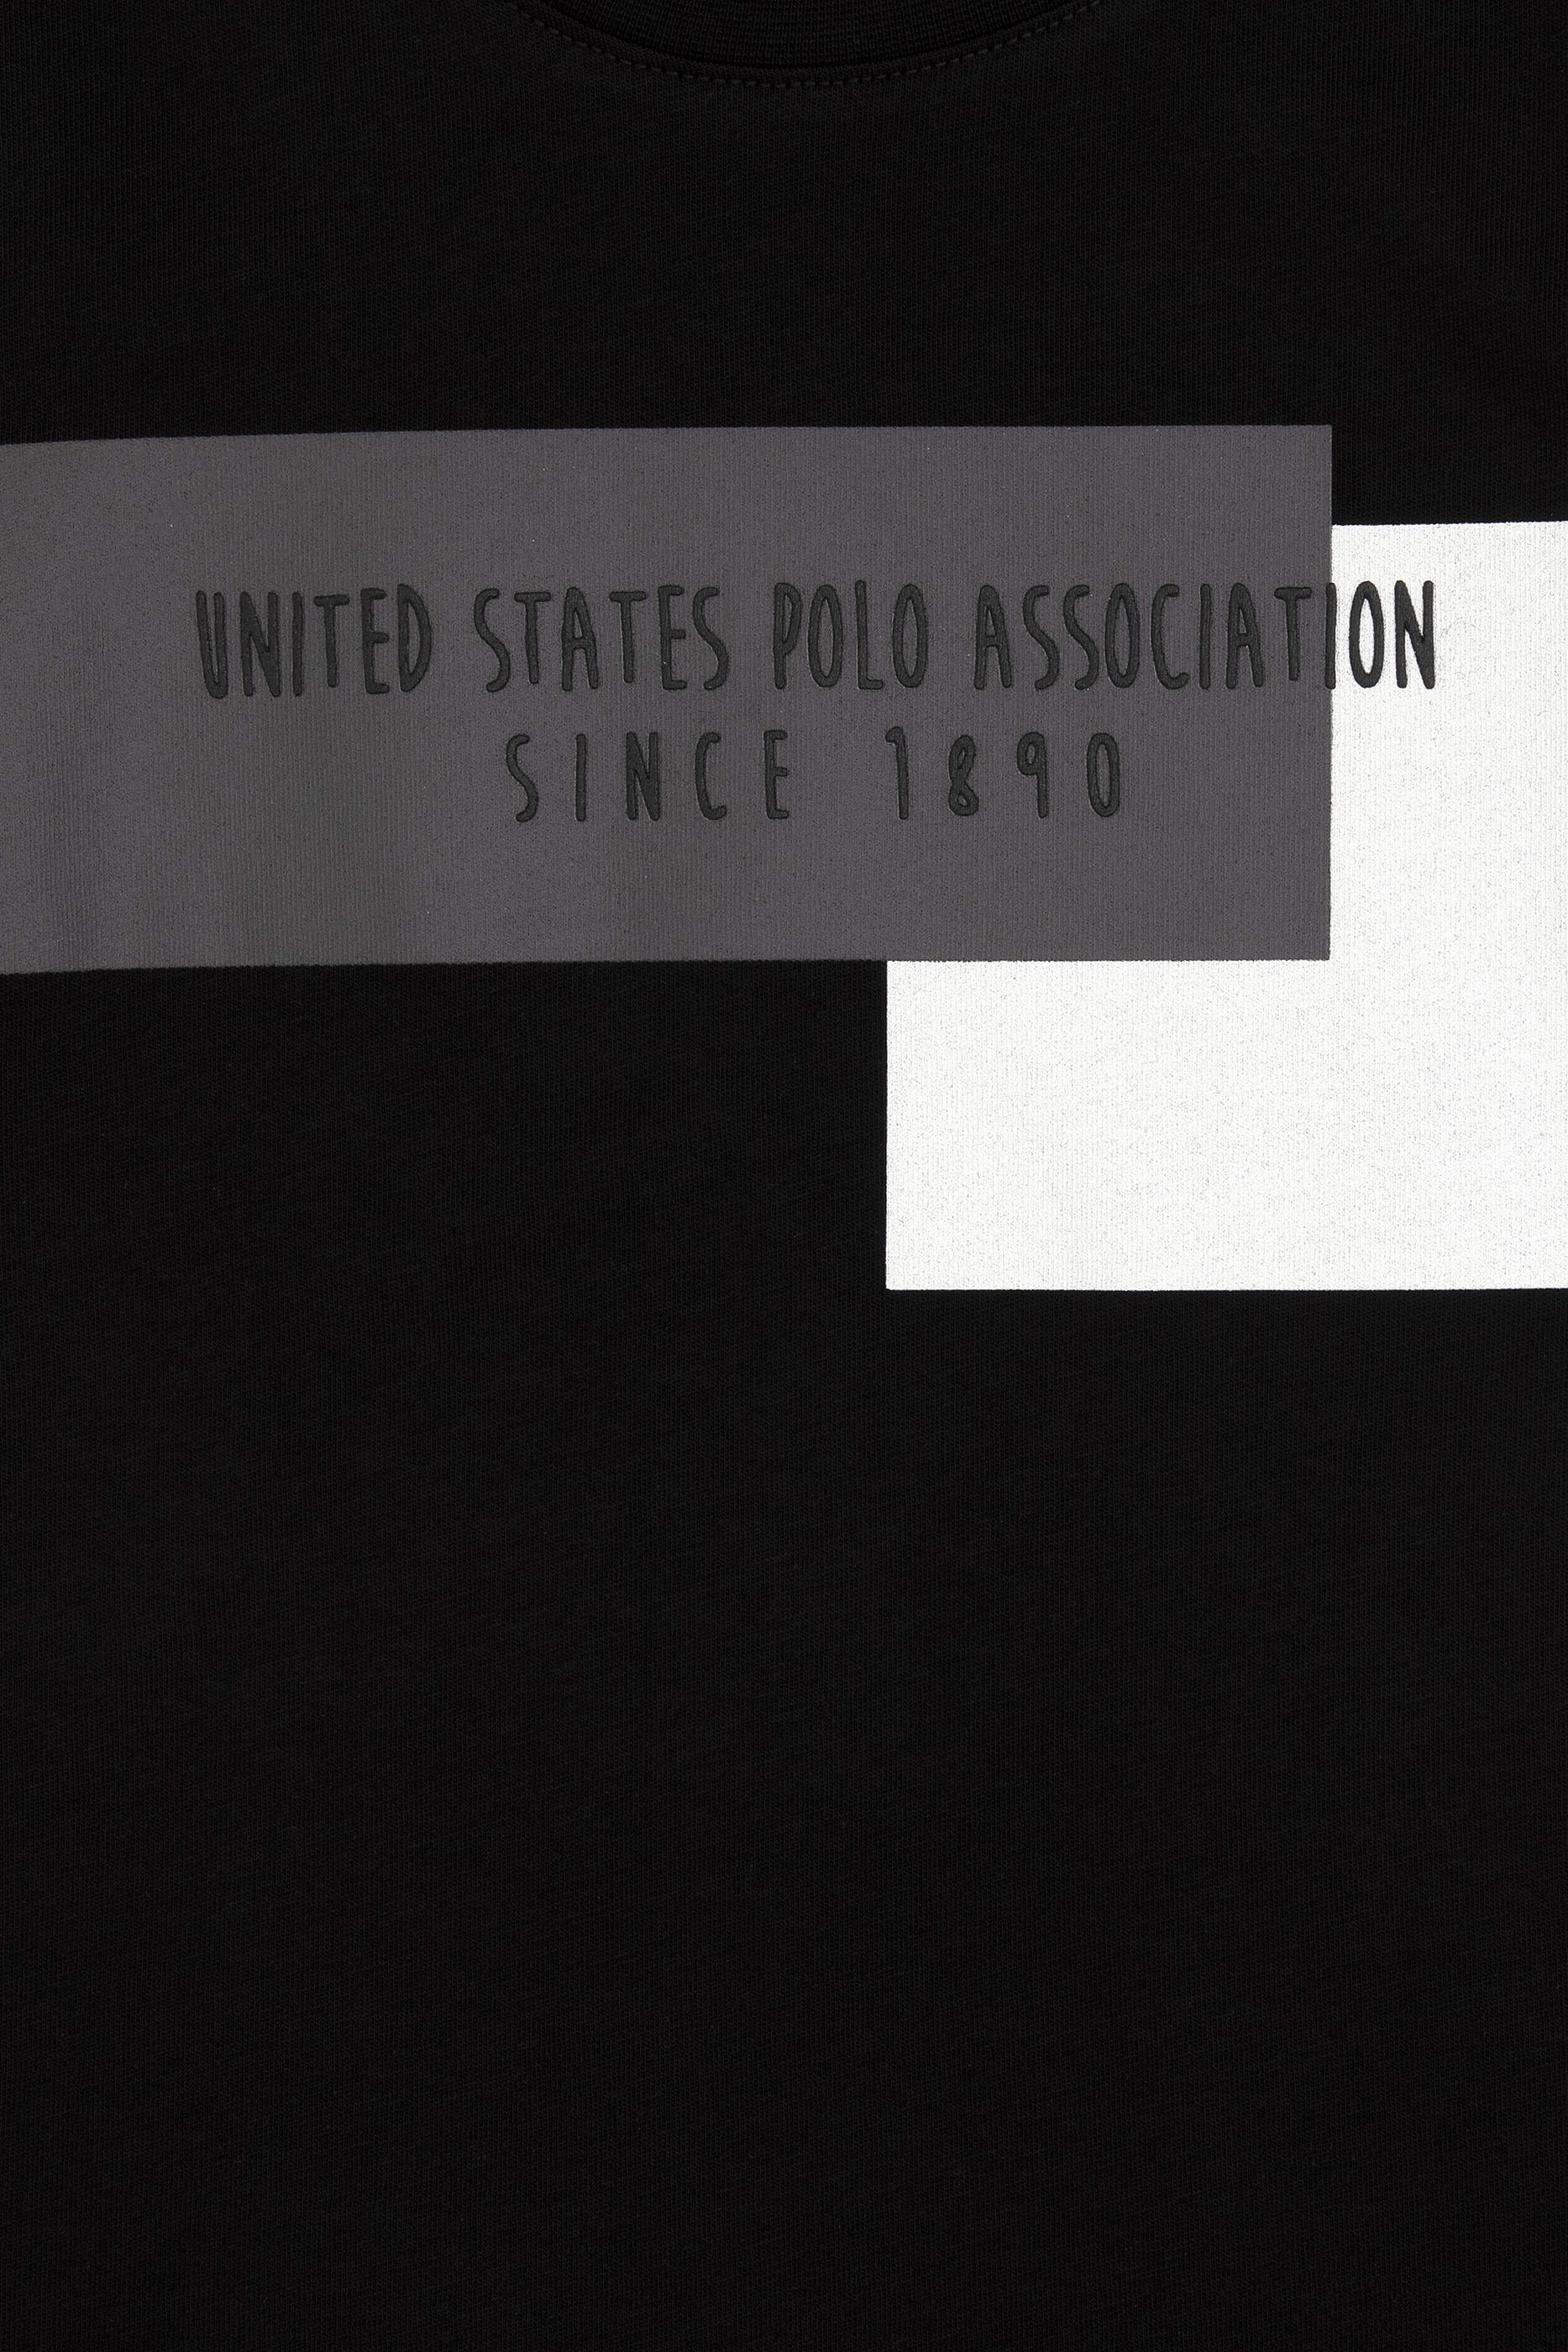 UNITED STATES POLO ASSOCIATION
SINCE 1890